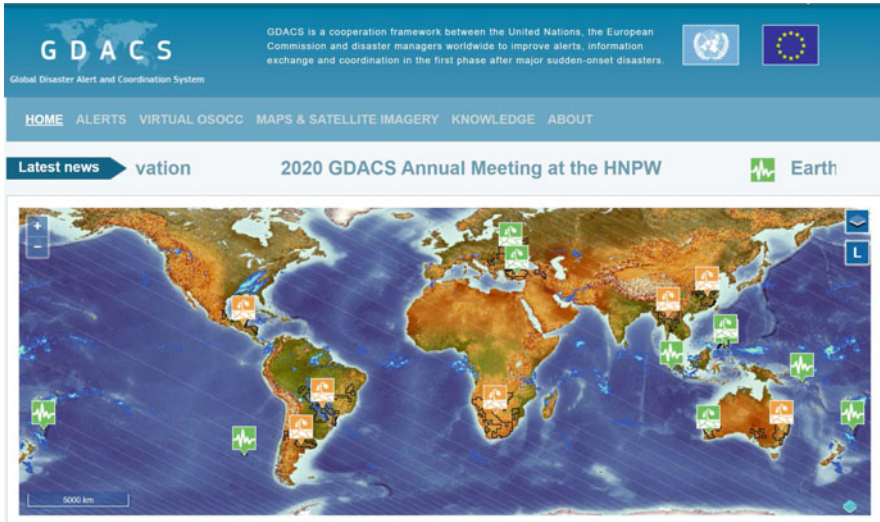 GDACS
Global Disaster Alert and Coordination System
GDACS is a cooperation framework between the United Nations, the European
Commission and disaster managers worldwide to improve alerts, information
exchange and coordination in the first phase after major sudden-onset disasters.
HOME ALERTS VIRTUAL OSOCC MAPS & SATELLITE IMAGERY KNOWLEDGE ABOUT
Latest news vation 2020 GDACS Annual Meeting at the HNPW Earth
+
−
L
5000 km